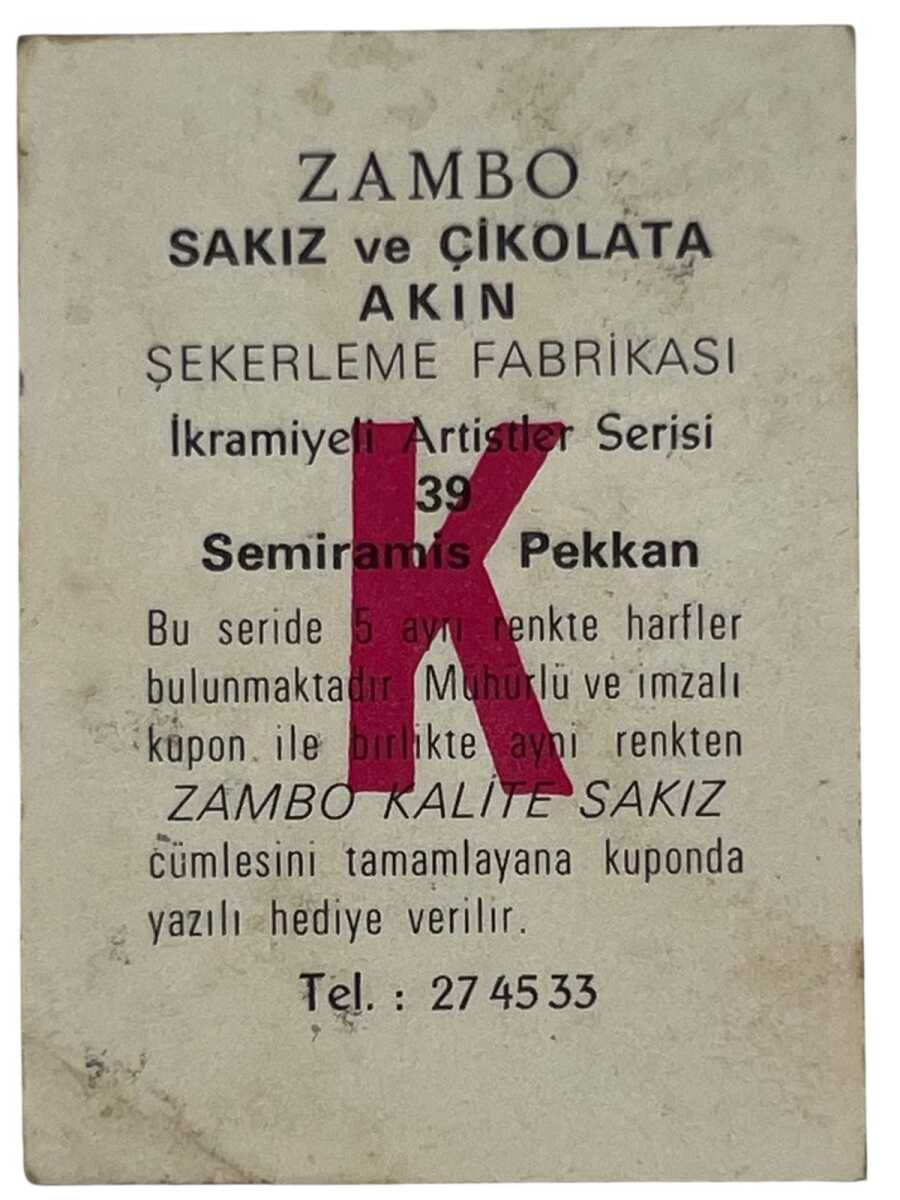 ZAMBO
SAKIZ ve ÇİKOLATA
AKIN
ŞEKERLEME FABRİKASI
İkramiyeli Artistler Serisi
39
K
Semiramis Pekkan
Bu seride 5 ayrı renkte harfler
bulunmaktadır. Mühürlü ve imzalı
kupon ile birlikte aynı renkten
ZAMBO KALİTE SAKIZ
cümlesini tamamlayana kuponda
yazılı hediye verilir.
Tel. : 27 45 33